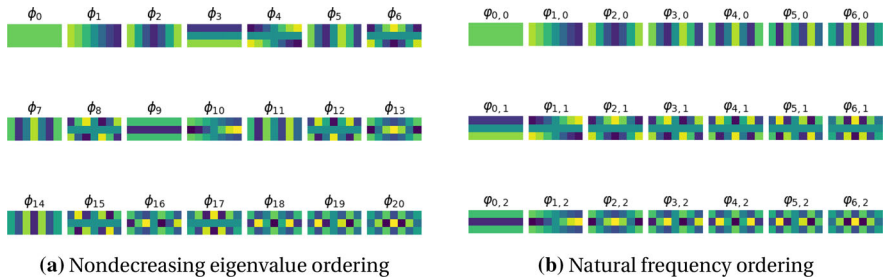 ϕ0 ϕ1 ϕ2 ϕ3 ϕ4 ϕ5 ϕ6
ϕ7 ϕ8 ϕ9 ϕ10 ϕ11 ϕ12 ϕ13
ϕ14 ϕ15 ϕ16 ϕ17 ϕ18 ϕ19 ϕ20
(a) Nondecreasing eigenvalue ordering
φ0, 0 φ1, 0 φ2, 0 φ3, 0 φ4, 0 φ5, 0 φ6, 0
φ0, 1 φ1, 1 φ2, 1 φ3, 1 φ4, 1 φ5, 1 φ6, 1
φ0, 2 φ1, 2 φ2, 2 φ3, 2 φ4, 2 φ5, 2 φ6, 2
(b) Natural frequency ordering